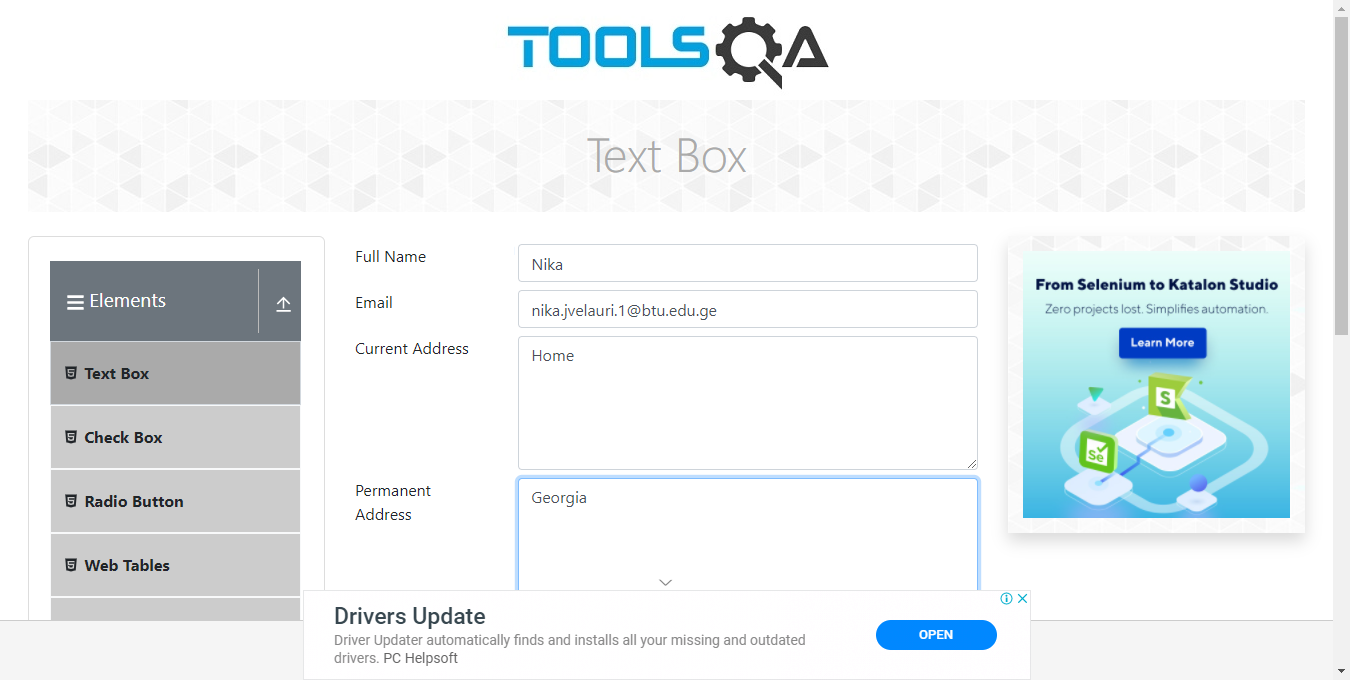 TOOLSQA
Text Box
Elements
Text Box
Check Box
Radio Button
Web Tables
Full Name
Nika
Email
nika.jvelauri.1@btu.edu.ge
Current Address
Home
Permanent
Address
Georgia
From Selenium to Katalon Studio
Zero projects lost. Simplifies automation.
Learn More
S
Se
Drivers Update
Driver Updater automatically finds and installs all your missing and outdated
drivers. PC Helpsoft
OPEN